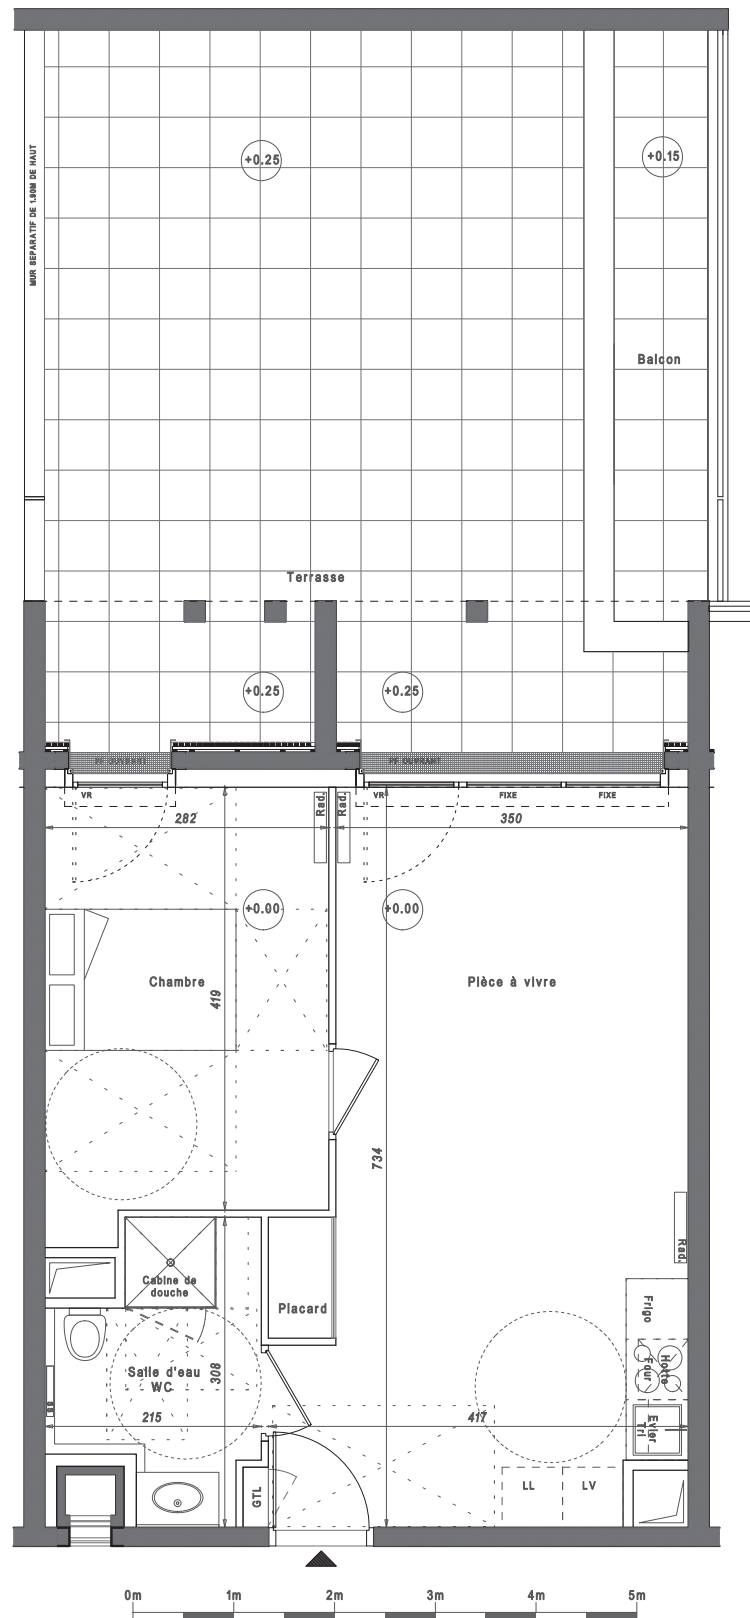 +0.25
+0.15
MUR SEPARATIF DE 1.90M DE HAUT
Balcon
Terrasse
+0.25
+0.25
PF OUVRANT
PF OUVRANT
VR
VR
FIXE
FIXE
Rad.
Rad.
282
350
+0.00
+0.00
Chambre
419
Pièce à vivre
734
Rad.
Cabine de
douche
Placard
Frigo
Hotte
Four
Salle d'eau
WC
308
SS
215
417
Evier
Tri
GTL
LL
LV
0m
1m
2m
3m
4m
5m